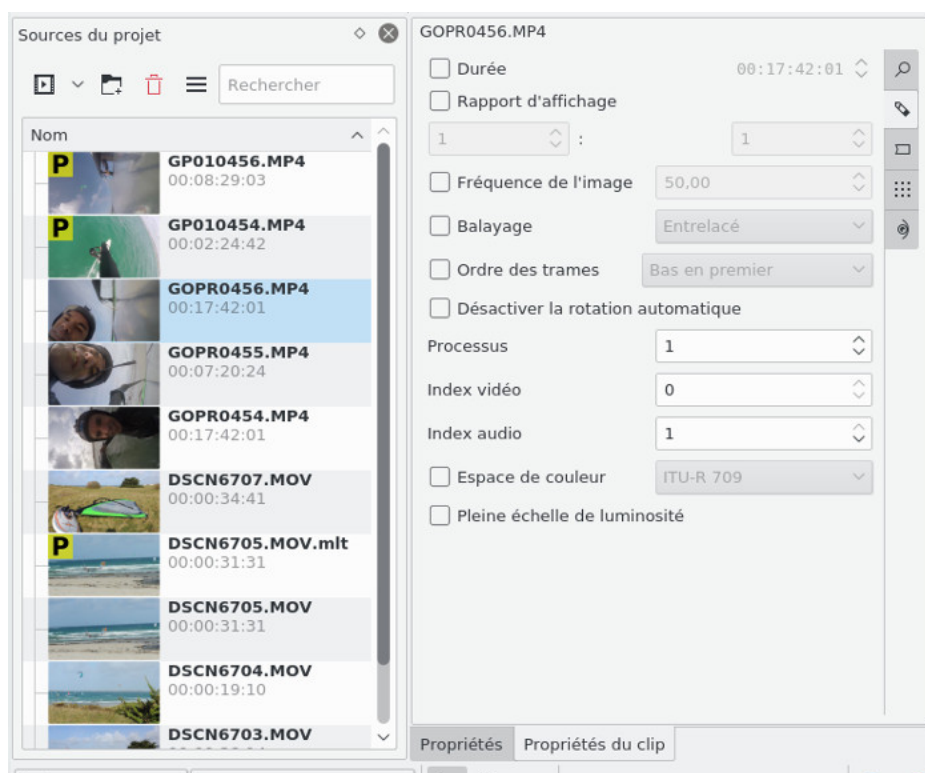 Sources du projet
Rechercher
Nom
P
GP010456.MP4
00:08:29:03
P
GP010454.MP4
00:02:24:42
GOPR0456.MP4
00:17:42:01
GOPR0455.MP4
00:07:20:24
GOPR0454.MP4
00:17:42:01
DSCN6707.MOV
00:00:34:41
P
DSCN6705.MOV.mlt
00:00:31:31
DSCN6705.MOV
00:00:31:31
DSCN6704.MOV
00:00:19:10
DSCN6703.MOV
GOPR0456.MP4
Durée 00:17:42:01
Rapport d'affichage
1 : 1
Fréquence de l'image 50,00
Balayage Entrelacé
Ordre des trames Bas en premier
Désactiver la rotation automatique
Processus 1
Index vidéo 0
Index audio 1
Espace de couleur ITU-R 709
Pleine échelle de luminosité
Propriétés Propriétés du clip